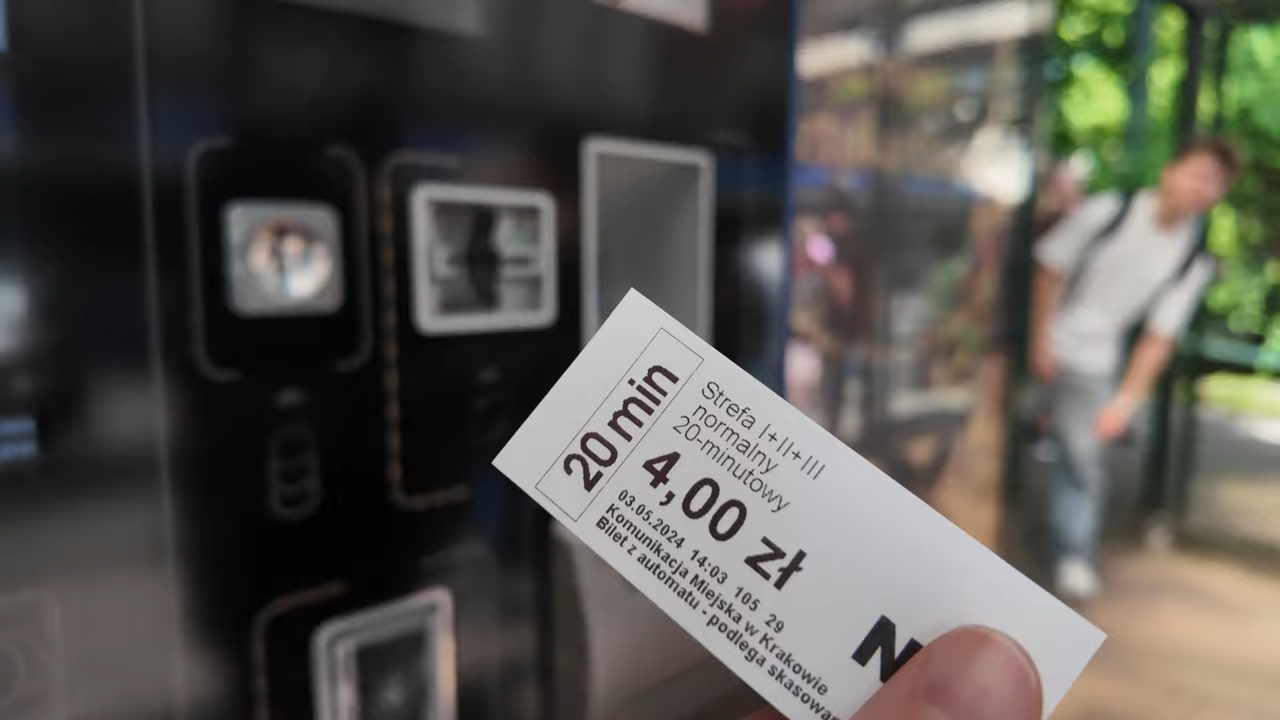 20 min
Strefa I+II+III
normalny
20-minutowy
4,00 zł
03.05.2024 14:03 105 29
Komunikacja Miejska w Krakowie
Bilet z automatu - podlega skasowan
N